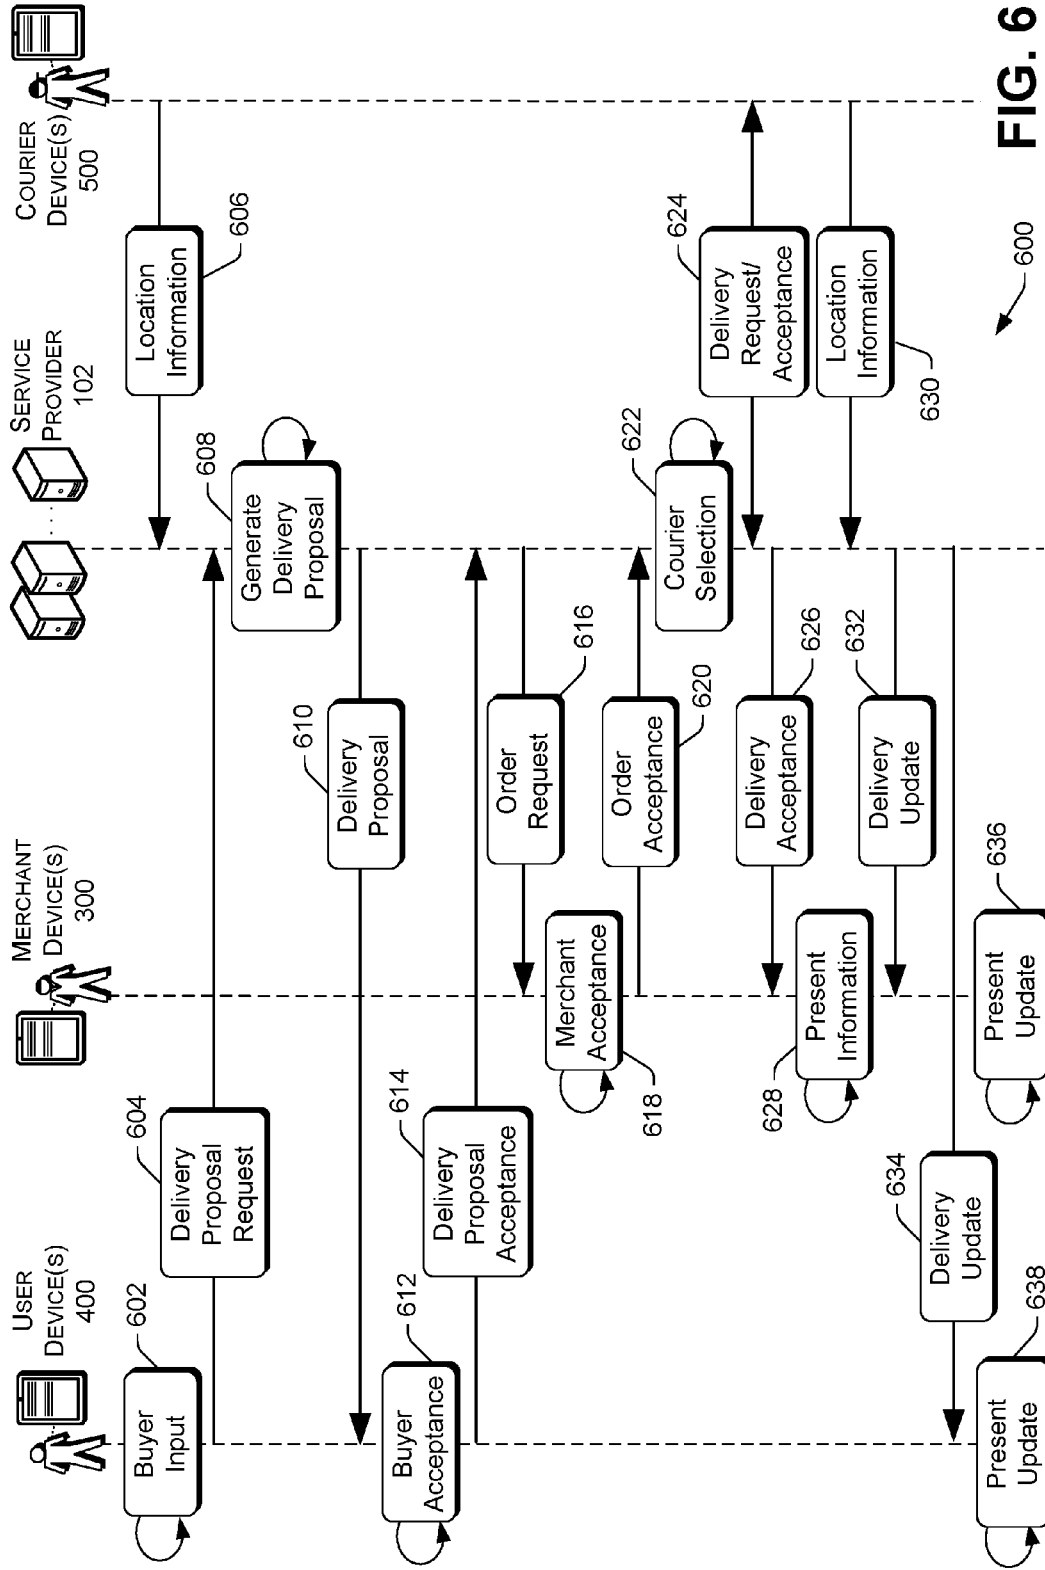 USER
DEVICE(S)
400
MERCHANT
DEVICE(S)
300
SERVICE
PROVIDER
102
COURIER
DEVICE(S)
500
Buyer
Input
602
Location
Information
606
Delivery
Proposal
Request
604
Generate
Delivery
Proposal
608
Delivery
Proposal
610
Buyer
Acceptance
612
Delivery
Proposal
Acceptance
614
Order
Request
616
Merchant
Acceptance
618
Order
Acceptance
620
Courier
Selection
622
Delivery
Request/
Acceptance
624
Delivery
Acceptance
626
Present
Information
628
Location
Information
630
Delivery
Update
632
Delivery
Update
634
Present
Update
636
Present
Update
638
600
FIG. 6